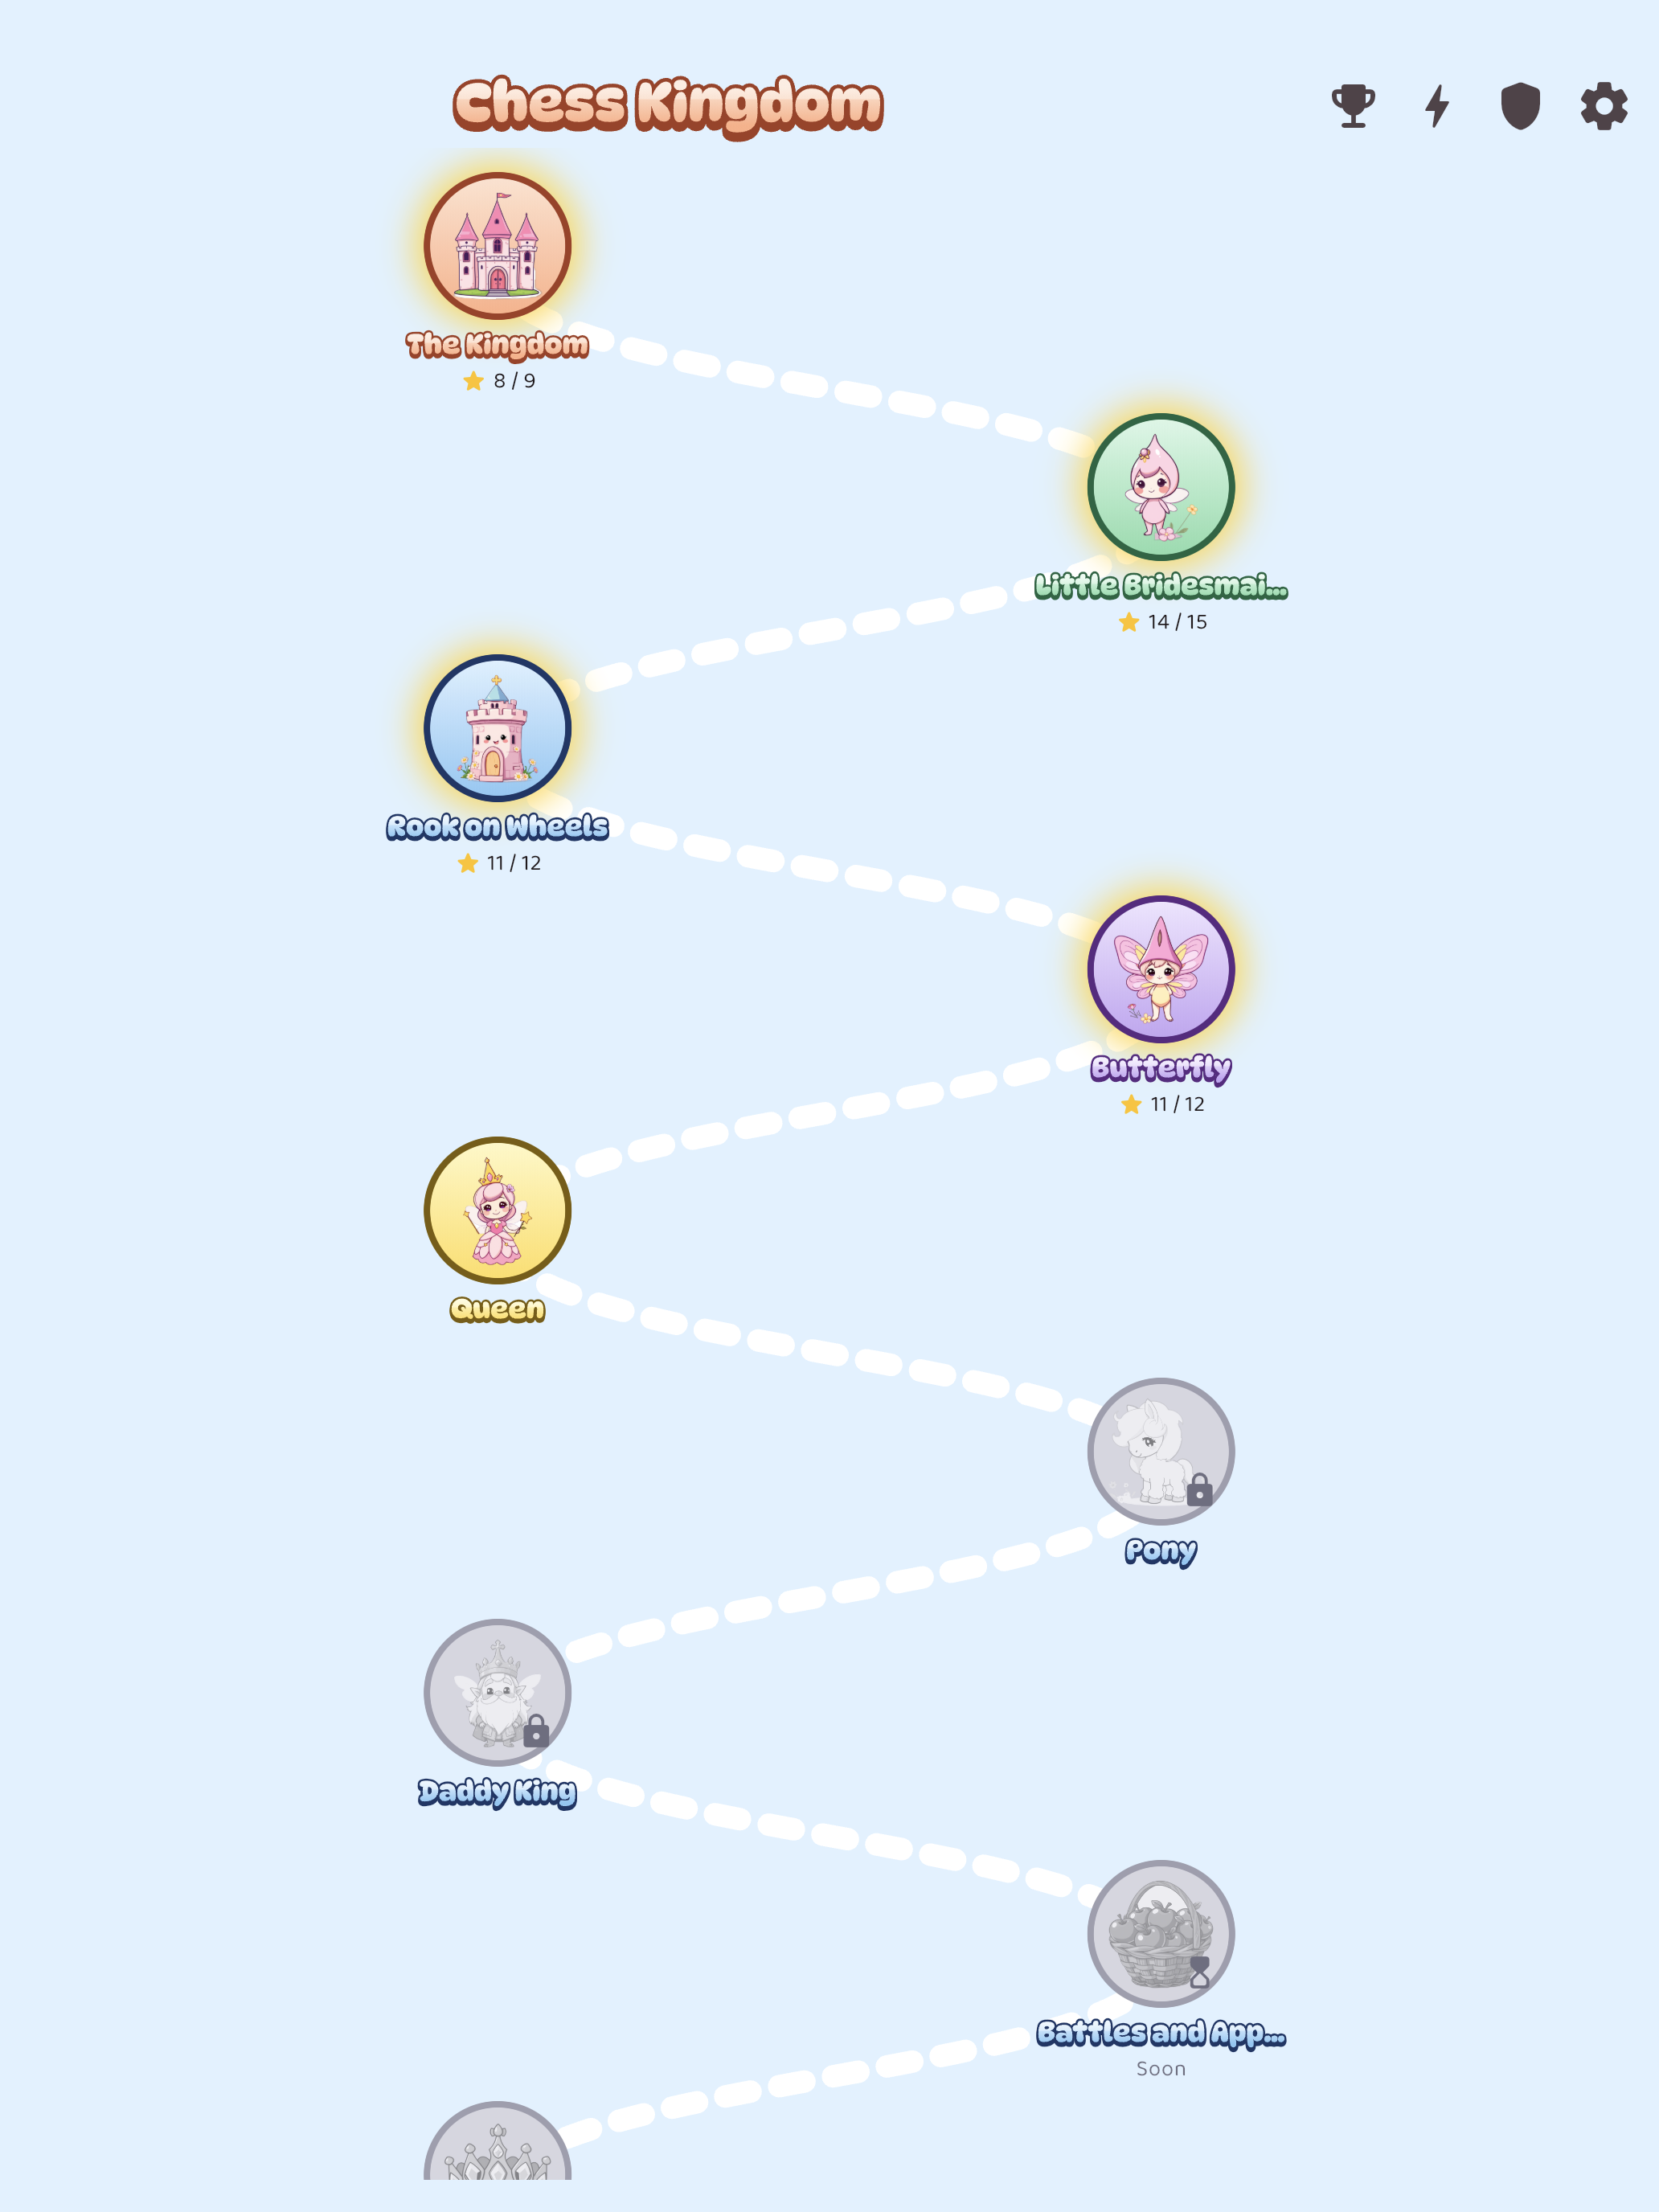 Chess Kingdom
The Kingdom
8 / 9
Little Bridesmai...
14 / 15
Rook on Wheels
11 / 12
Butterfly
11 / 12
Queen
Pony
Daddy King
Battles and App...
Soon